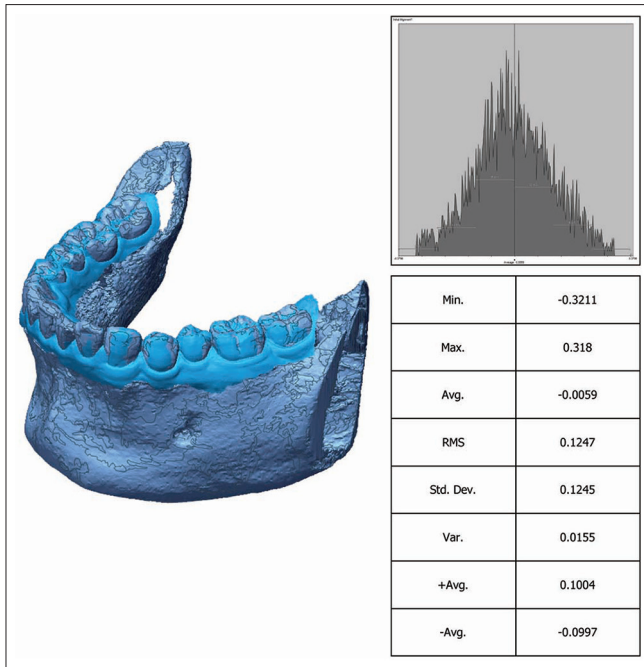 Min. -0.3211
Max. 0.318
Avg. -0.0059
RMS 0.1247
Std. Dev. 0.1245
Var. 0.0155
+Avg. 0.1004
-Avg. -0.0997